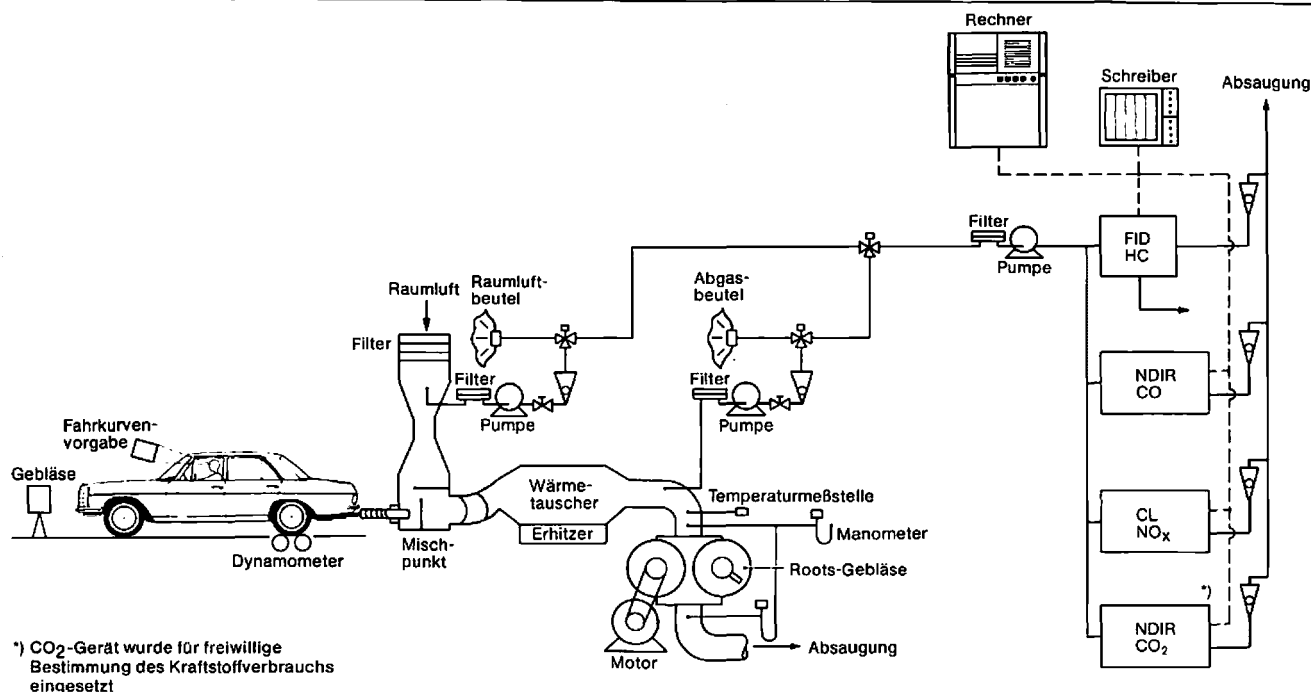 Rechner
Schreiber
Absaugung
Filter
Pumpe
FID
HC
Raumluft
Raumluft-
beutel
Abgas-
beutel
Filter
Filter
Pumpe
Filter
Pumpe
NDIR
CO
Fahrkurven-
vorgabe
Gebläse
Wärme-
tauscher
Erhitzer
Temperaturmeßstelle
Manometer
CL
NOx
Dynamometer
Misch-
punkt
Roots-Gebläse
*)
NDIR
CO2
Motor
Absaugung
*) CO2-Gerät wurde für freiwillige
Bestimmung des Kraftstoffverbrauchs
eingesetzt